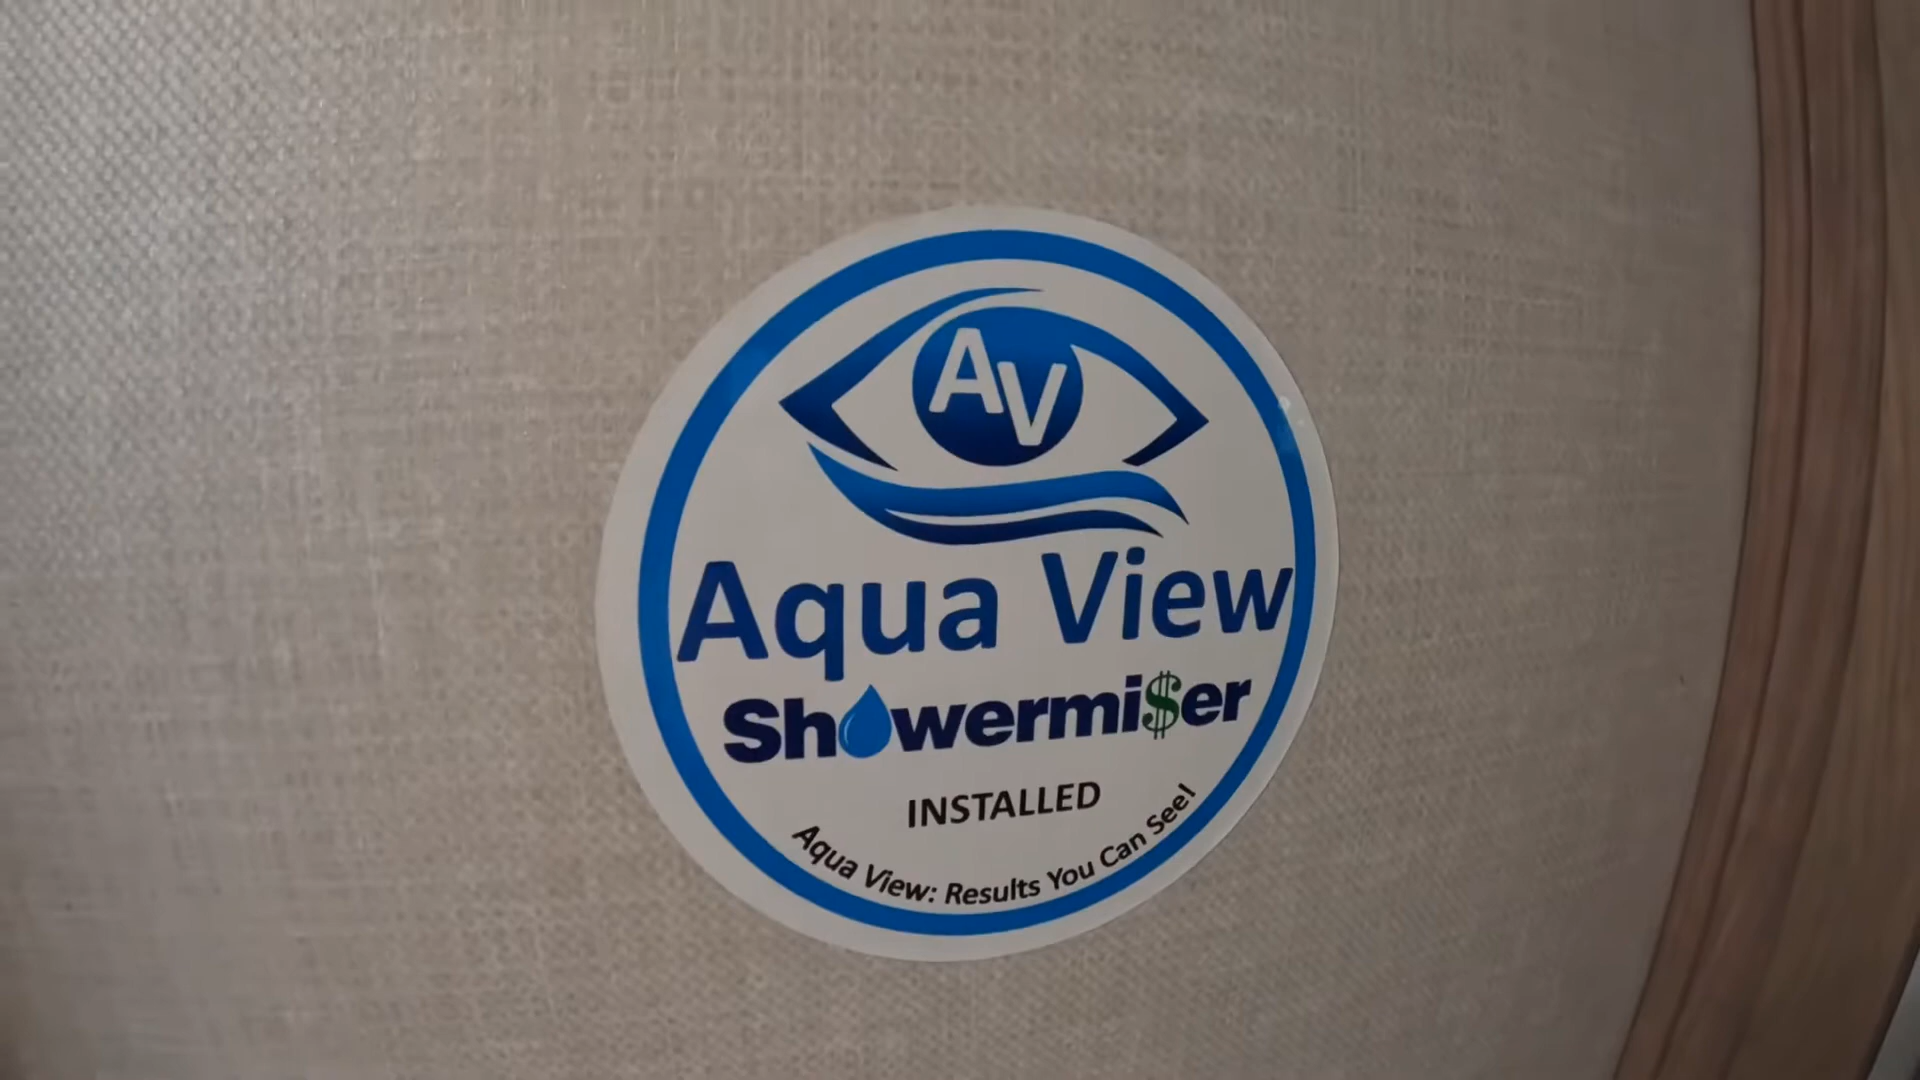 AV
Aqua View
Showermi$er
INSTALLED
Aqua View: Results You Can See!